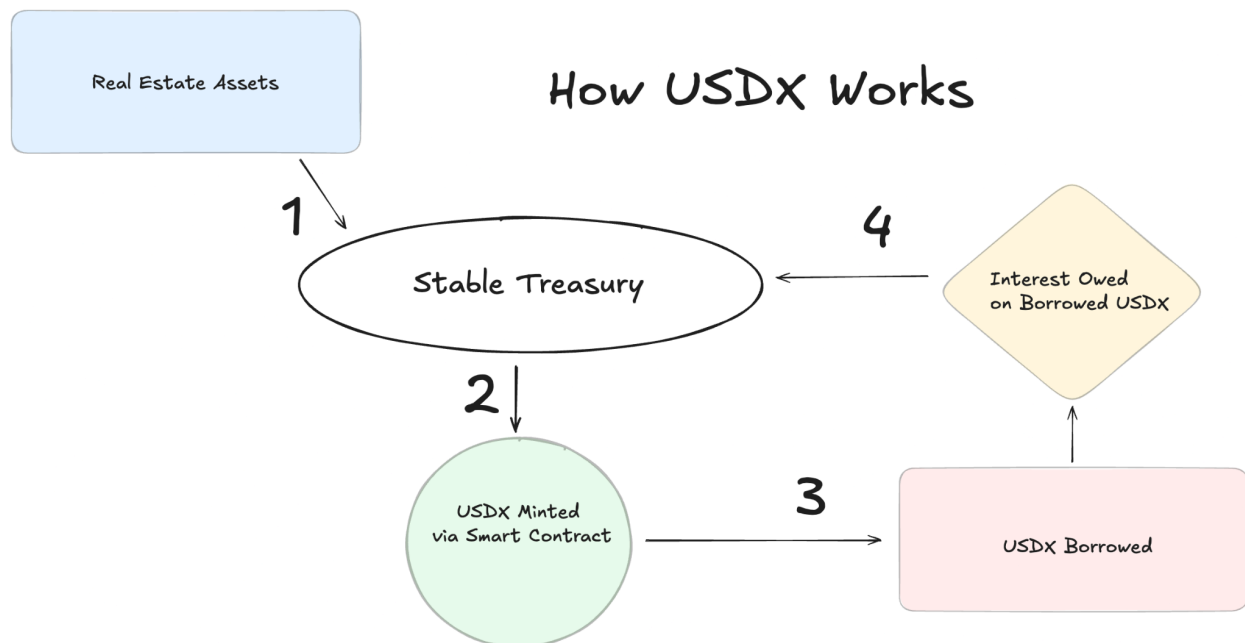 Real Estate Assets
How USDX Works
1
4
Stable Treasury
Interest Owed
on Borrowed USDX
2
3
USDX Minted
via Smart Contract
USDX Borrowed